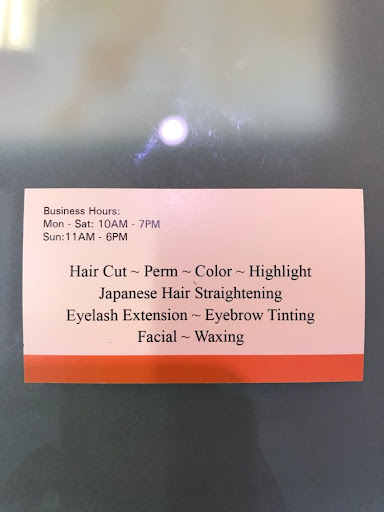 Business Hours:
Mon - Sat: 10AM - 7PM
Sun:11AM - 6PM
Hair Cut ~ Perm ~ Color ~ Highlight
Japanese Hair Straightening
Eyelash Extension ~ Eyebrow Tinting
Facial ~ Waxing